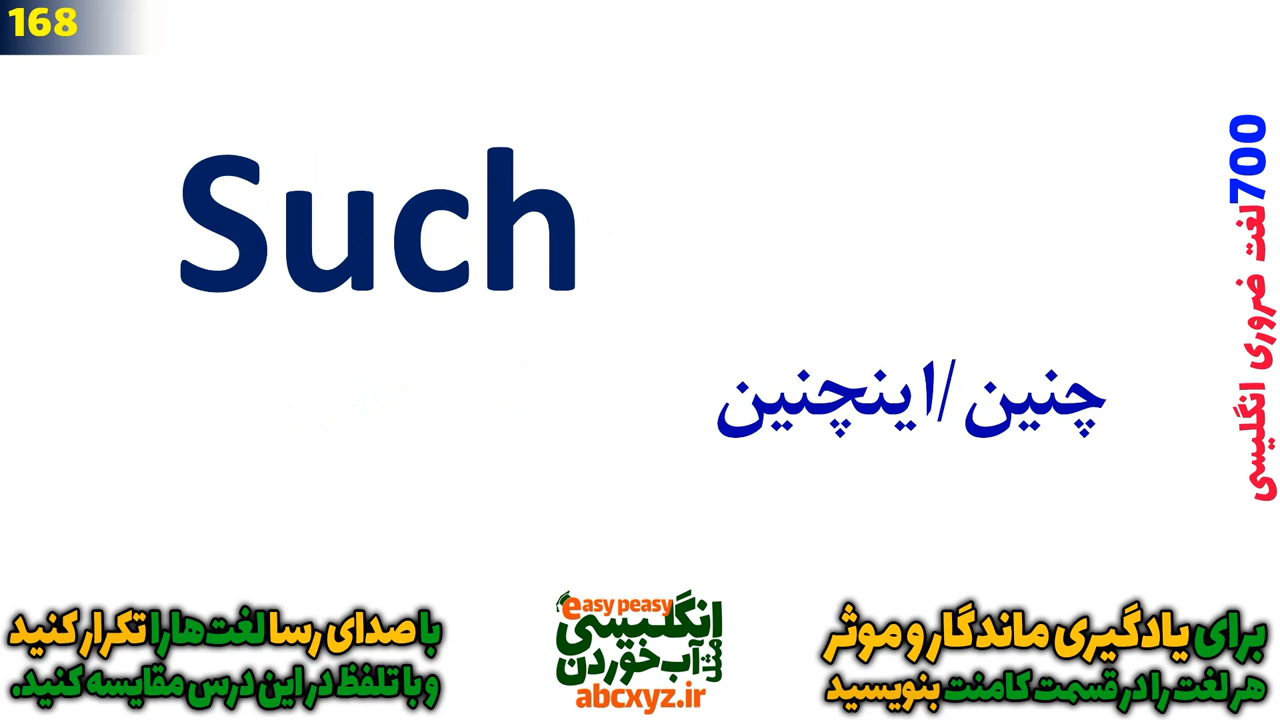 168
Such
چنین /اینچنین
700 لغت ضروری انگلیسی
با صدای رسا لغت‌ها را تکرار کنید
و با تلفظ در این درس مقایسه کنید.
easy peasy
انگلیسی
مثل آب خوردن
abcxyz.ir
برای یادگیری ماندگار و موثر
هر لغت را در قسمت کامنت بنویسید